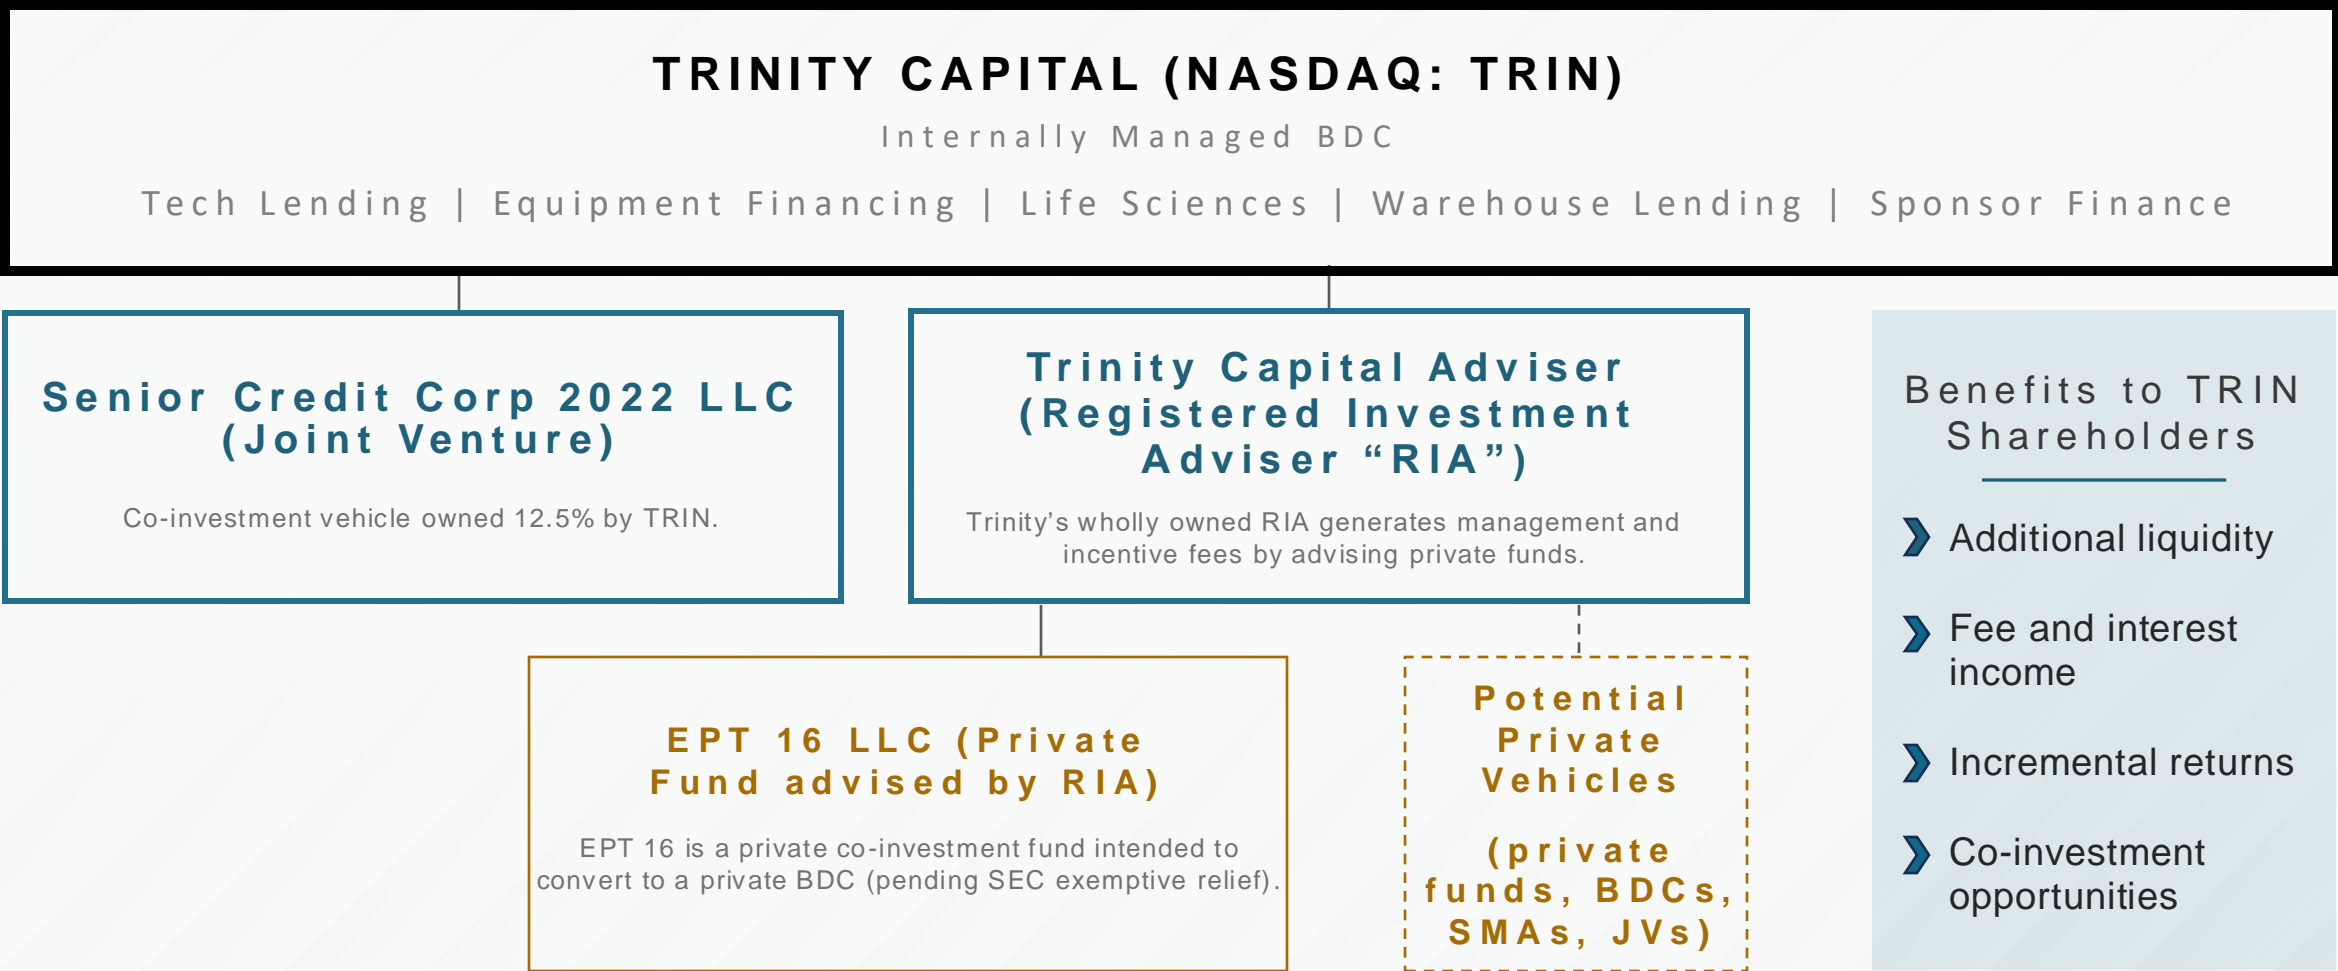 TRINITY CAPITAL (NASDAQ: TRIN)
Internally Managed BDC
Tech Lending | Equipment Financing | Life Sciences | Warehouse Lending | Sponsor Finance
Senior Credit Corp 2022 LLC
(Joint Venture)
Co-investment vehicle owned 12.5% by TRIN.
Trinity Capital Adviser
(Registered Investment
Adviser “RIA”)
Trinity’s wholly owned RIA generates management and
incentive fees by advising private funds.
EPT 16 LLC (Private
Fund advised by RIA)
EPT 16 is a private co-investment fund intended to
convert to a private BDC (pending SEC exemptive relief).
Potential
Private
Vehicles
(private
funds, BDCs,
SMAs, JVs)
Benefits to TRIN
Shareholders
Additional liquidity
Fee and interest
income
Incremental returns
Co-investment
opportunities